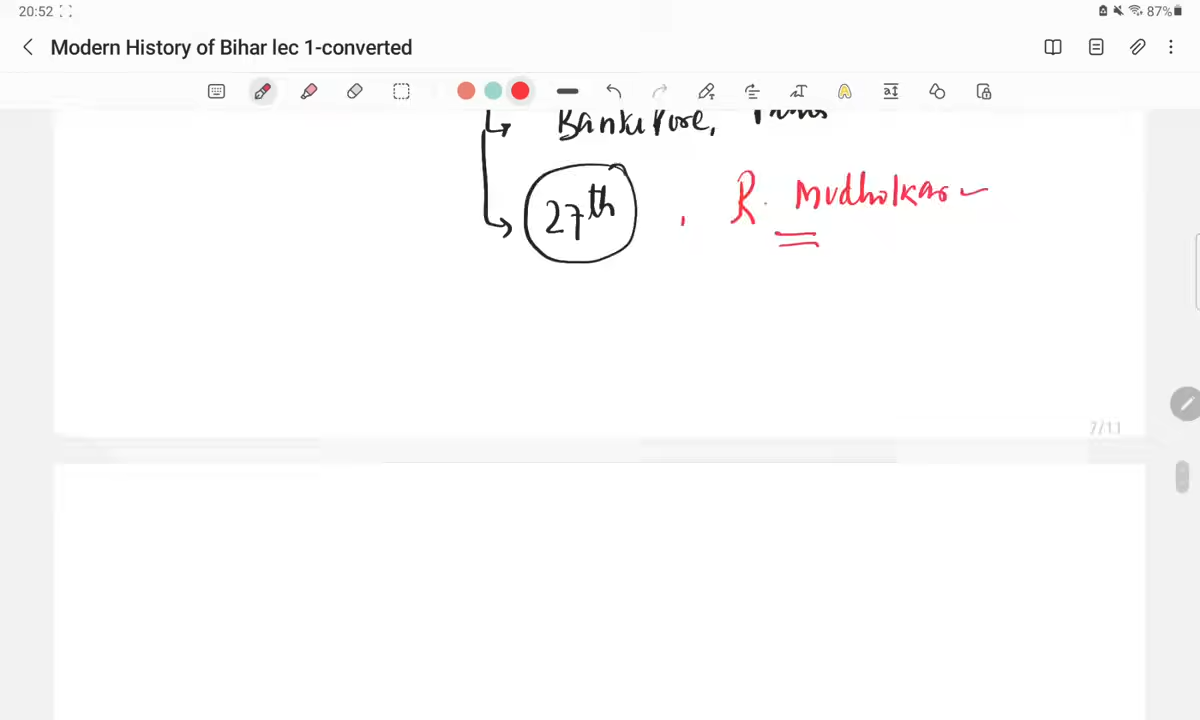 20:52 87%
Modern History of Bihar lec 1-converted
Bankipore,
27th , R. Mudholkar
7/11